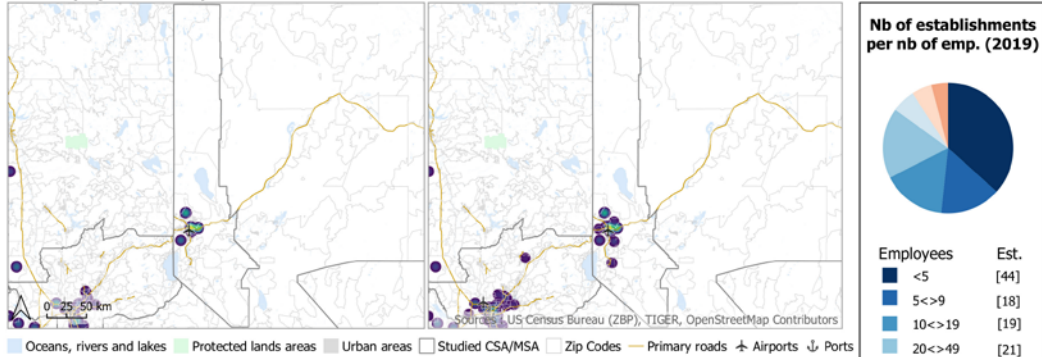 Nb of establishments
per nb of emp. (2019)
Employees Est.
<5 [44]
5<>9 [18]
10<>19 [19]
20<>49 [21]
0 25 50 km
Sources : US Census Bureau (ZBP), TIGER, OpenStreetMap Contributors
Oceans, rivers and lakes Protected lands areas Urban areas Studied CSA/MSA Zip Codes Primary roads Airports Ports